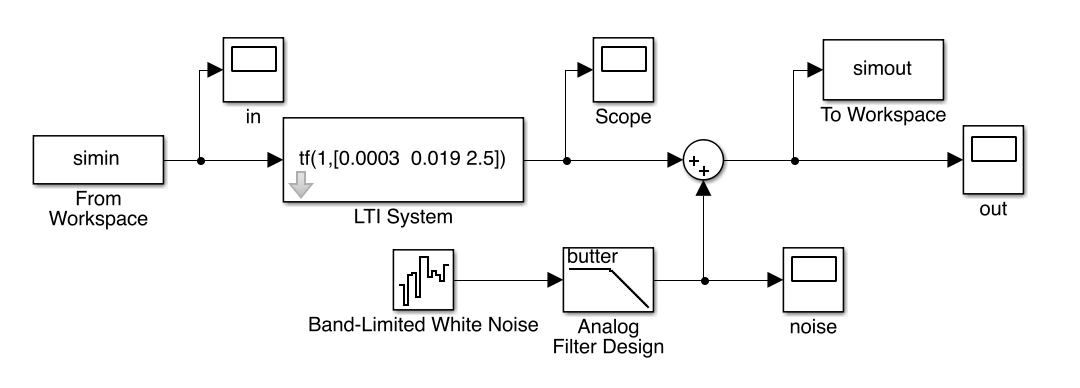 in
Scope
simout
To Workspace
simin
From
Workspace
tf(1,[0.0003  0.019 2.5])
LTI System
++
out
Band-Limited White Noise
butter
Analog
Filter Design
noise